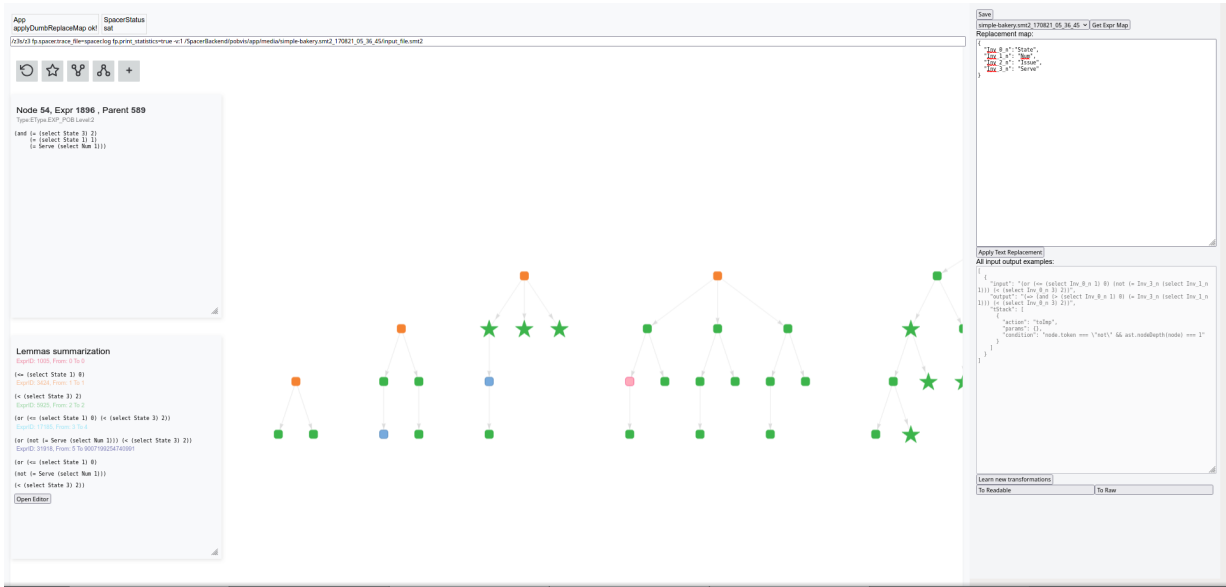 App
applyDumbReplaceMap ok!
SpacerStatus
sat
/z3s/z3 fp.spacer.trace_file=spacer.log fp.print_statistics=true -v:1 /SpacerBackend/pobvis/app/media/simple-bakery.smt2_170821_05_36_45/input_file.smt2
+
Node 54, Expr 1896 , Parent 589
Type:EType.EXP_POB Level:2
(and (= (select State 3) 2)
(= (select State 1) 1)
(= Serve (select Num 1)))
Lemmas summarization
ExprID: 1005, From: 0 To 0
(<= (select State 1) 0)
ExprID: 3424, From: 1 To 1
(< (select State 3) 2)
ExprID: 5925, From: 2 To 2
(or (<= (select State 1) 0) (< (select State 3) 2))
ExprID: 17160, From: 3 To 4
(or (not (= Serve (select Num 1))) (< (select State 3) 2))
ExprID: 31918, From: 5 To 9007199254740991
(or (<= (select State 1) 0)
(not (= Serve (select Num 1)))
(< (select State 3) 2))
Open Editor
Save
simple-bakery.smt2_170821_05_36_45
Get Expr Map
Replacement map:
{
"Inv_0_n":"State",
"Inv_1_n": "Num",
"Inv_2_n": "Issue",
"Inv_3_n": "Serve"
}
Apply Text Replacement
All input output examples:
[
{
"input": "(or (<= (select Inv_0_n 1) 0) (not (= Inv_3_n (select Inv_1_n
1))) (< (select Inv_0_n 3) 2))",
"output": "(=> (and (> (select Inv_0_n 1) 0) (= Inv_3_n (select Inv_1_n
1))) (< (select Inv_0_n 3) 2))",
"tStack": [
{
"action": "toImp",
"params": {},
"condition": "node.token === \"not\" && ast.nodeDepth(node) === 1"
}
]
}
]
Learn new transformations
To Readable
To Raw